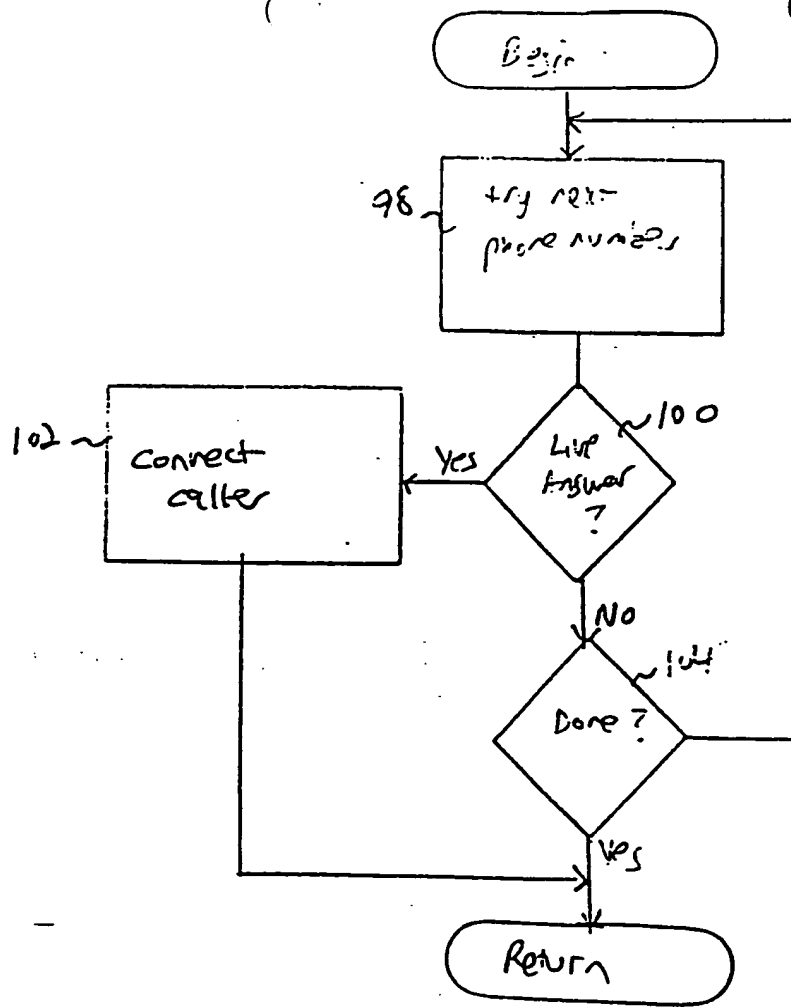 Begin
98
try next
phone number
100
Live
Answer
?
Yes
102
connect
caller
No
104
Done ?
Yes
Return